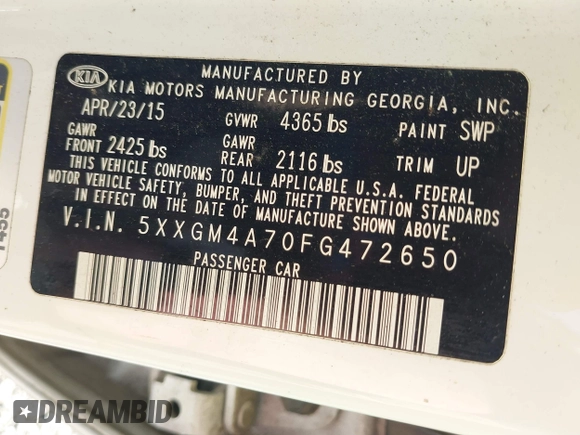 MANUFACTURED BY
KIA
KIA MOTORS MANUFACTURING GEORGIA, INC.
APR/23/15 GVWR 4365 lbs PAINT SWP
GAWR GAWR
FRONT 2425 lbs REAR 2116 lbs TRIM UP
THIS VEHICLE CONFORMS TO ALL APPLICABLE U.S.A. FEDERAL
MOTOR VEHICLE SAFETY, BUMPER, AND THEFT PREVENTION STANDARDS
IN EFFECT ON THE DATE OF MANUFACTURE SHOWN ABOVE.
V.I.N. 5XXGM4A70FG472650
PASSENGER CAR
DREAMBID